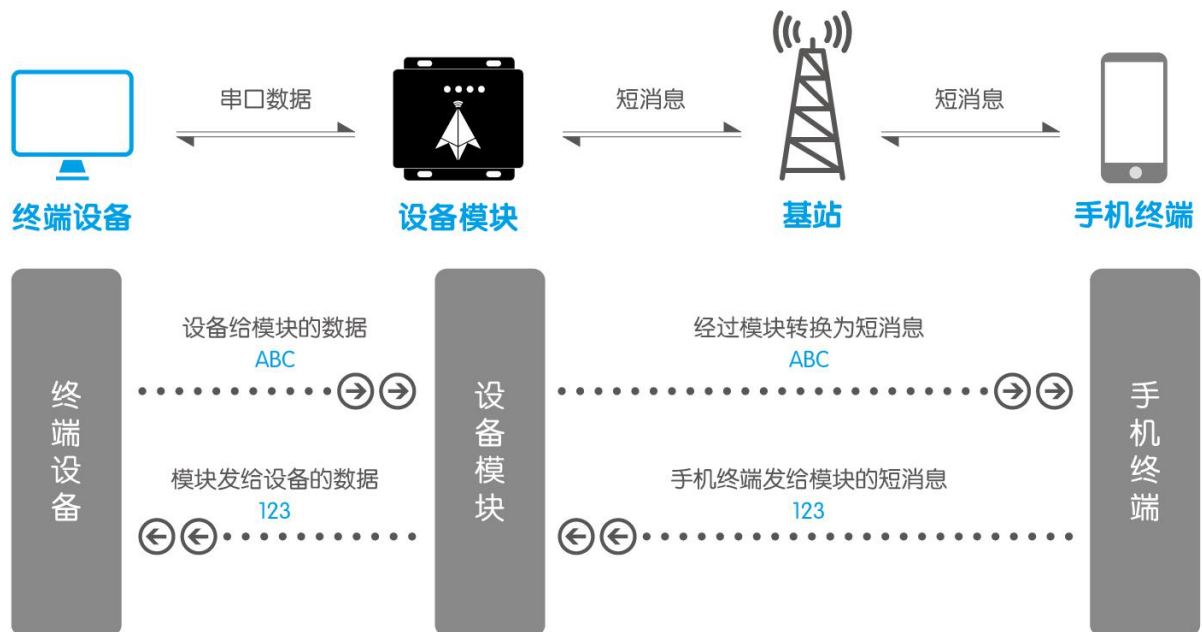 串口数据
短消息
短消息
终端设备
设备模块
基站
手机终端
设备给模块的数据
ABC
经过模块转换为短消息
ABC
终端设备
设备模块
手机终端
模块发给设备的数据
123
手机终端发给模块的短消息
123